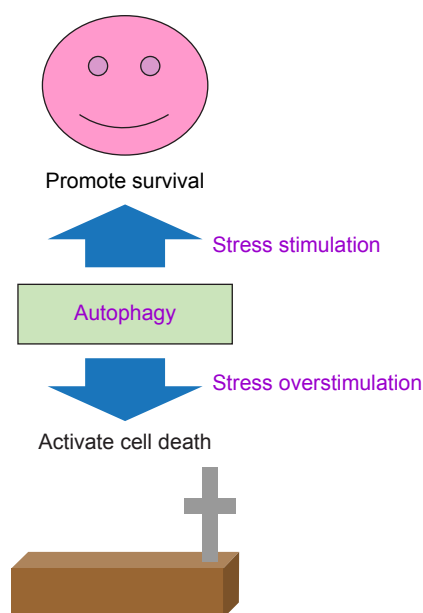 Promote survival
Stress stimulation
Autophagy
Stress overstimulation
Activate cell death